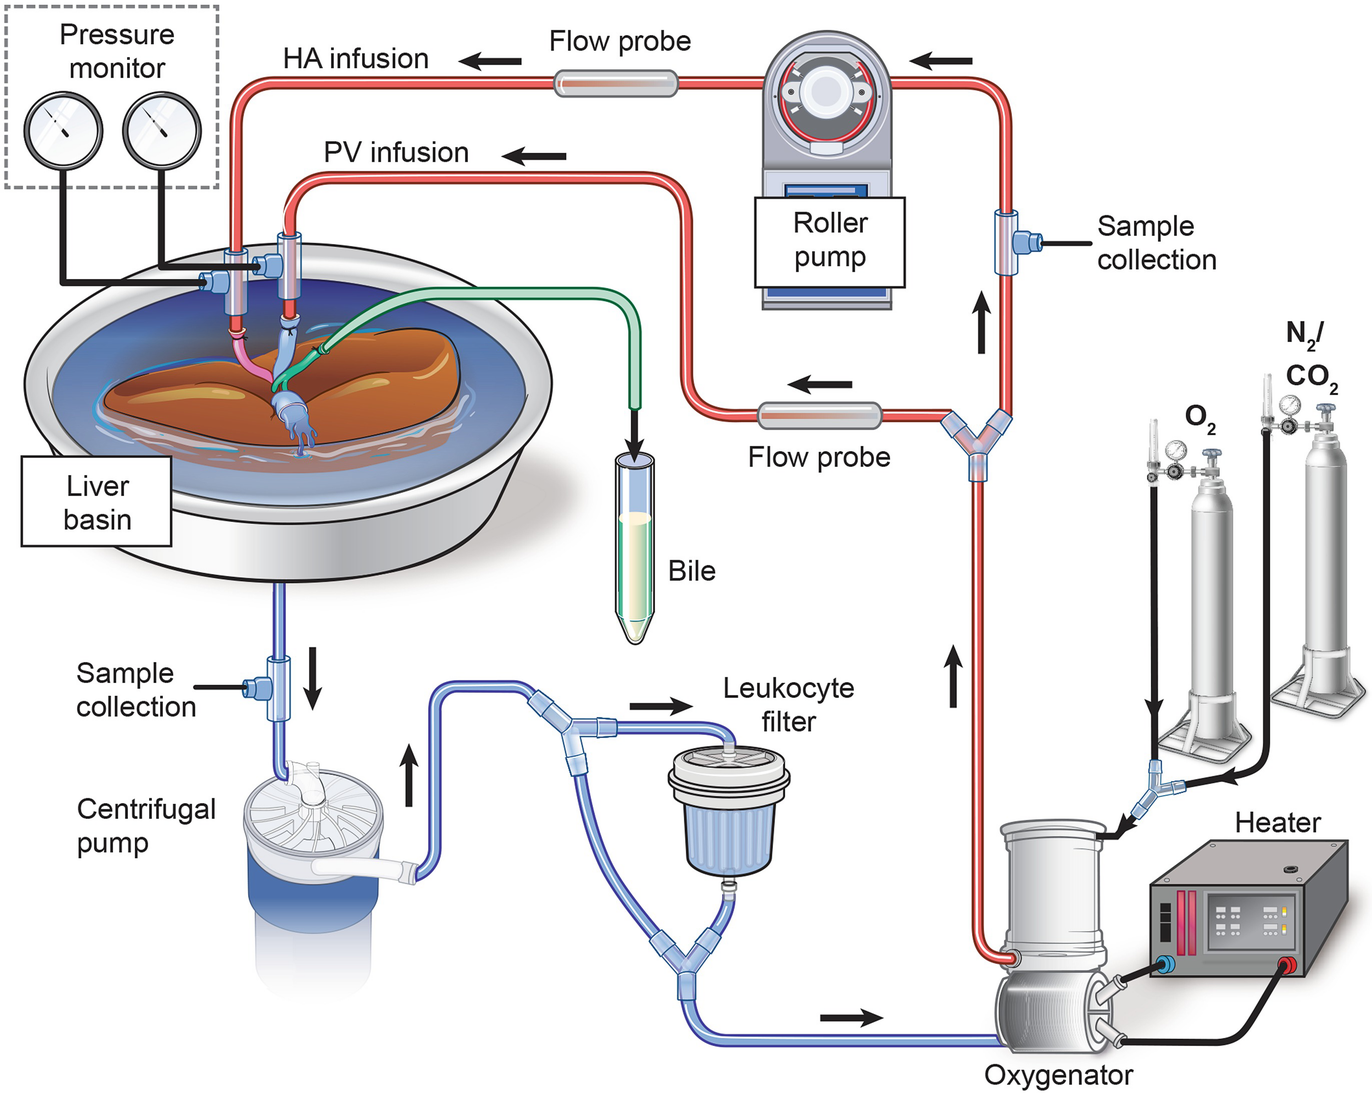 Pressure
monitor
HA infusion
Flow probe
PV infusion
Roller
pump
Sample
collection
N₂/
CO₂
O₂
Flow probe
Liver
basin
Bile
Sample
collection
Leukocyte
filter
Centrifugal
pump
Heater
Oxygenator